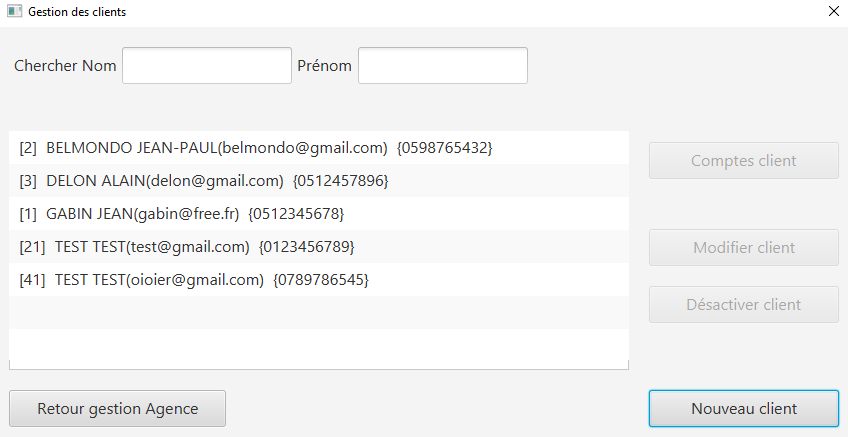 Gestion des clients
Chercher Nom Prénom
[2] BELMONDO JEAN-PAUL(belmondo@gmail.com) {0598765432}
Comptes client
[3] DELON ALAIN(delon@gmail.com) {0512457896}
[1] GABIN JEAN(gabin@free.fr) {0512345678}
[21] TEST TEST(test@gmail.com) {0123456789}
Modifier client
[41] TEST TEST(oioier@gmail.com) {0789786545}
Désactiver client
Retour gestion Agence
Nouveau client